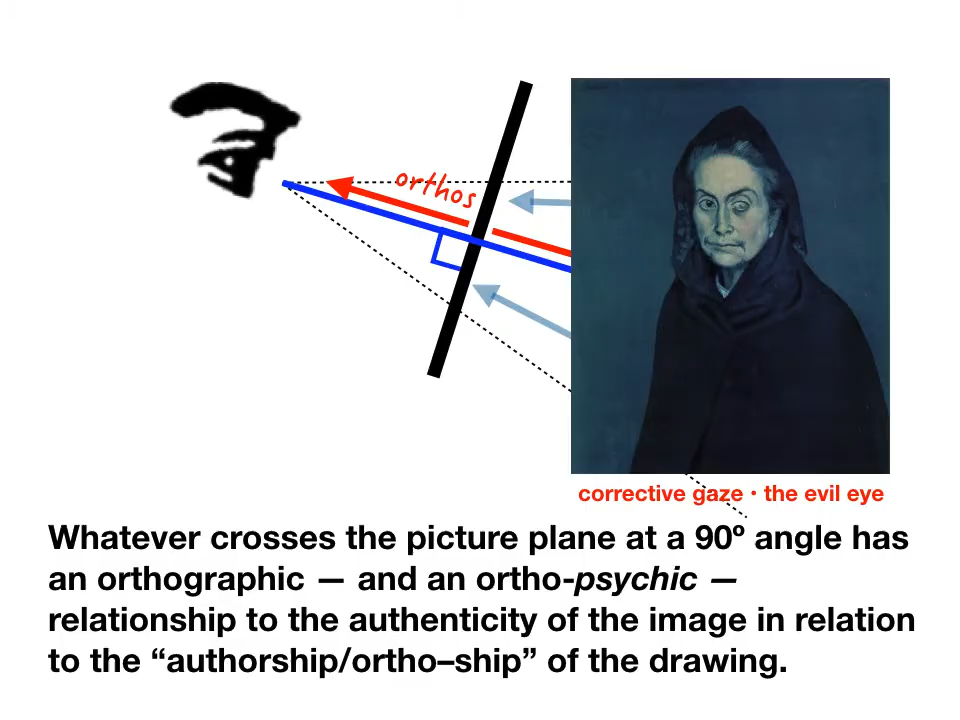 orthos
corrective gaze • the evil eye
Whatever crosses the picture plane at a 90º angle has
an orthographic — and an ortho-psychic —
relationship to the authenticity of the image in relation
to the “authorship/ortho–ship” of the drawing.